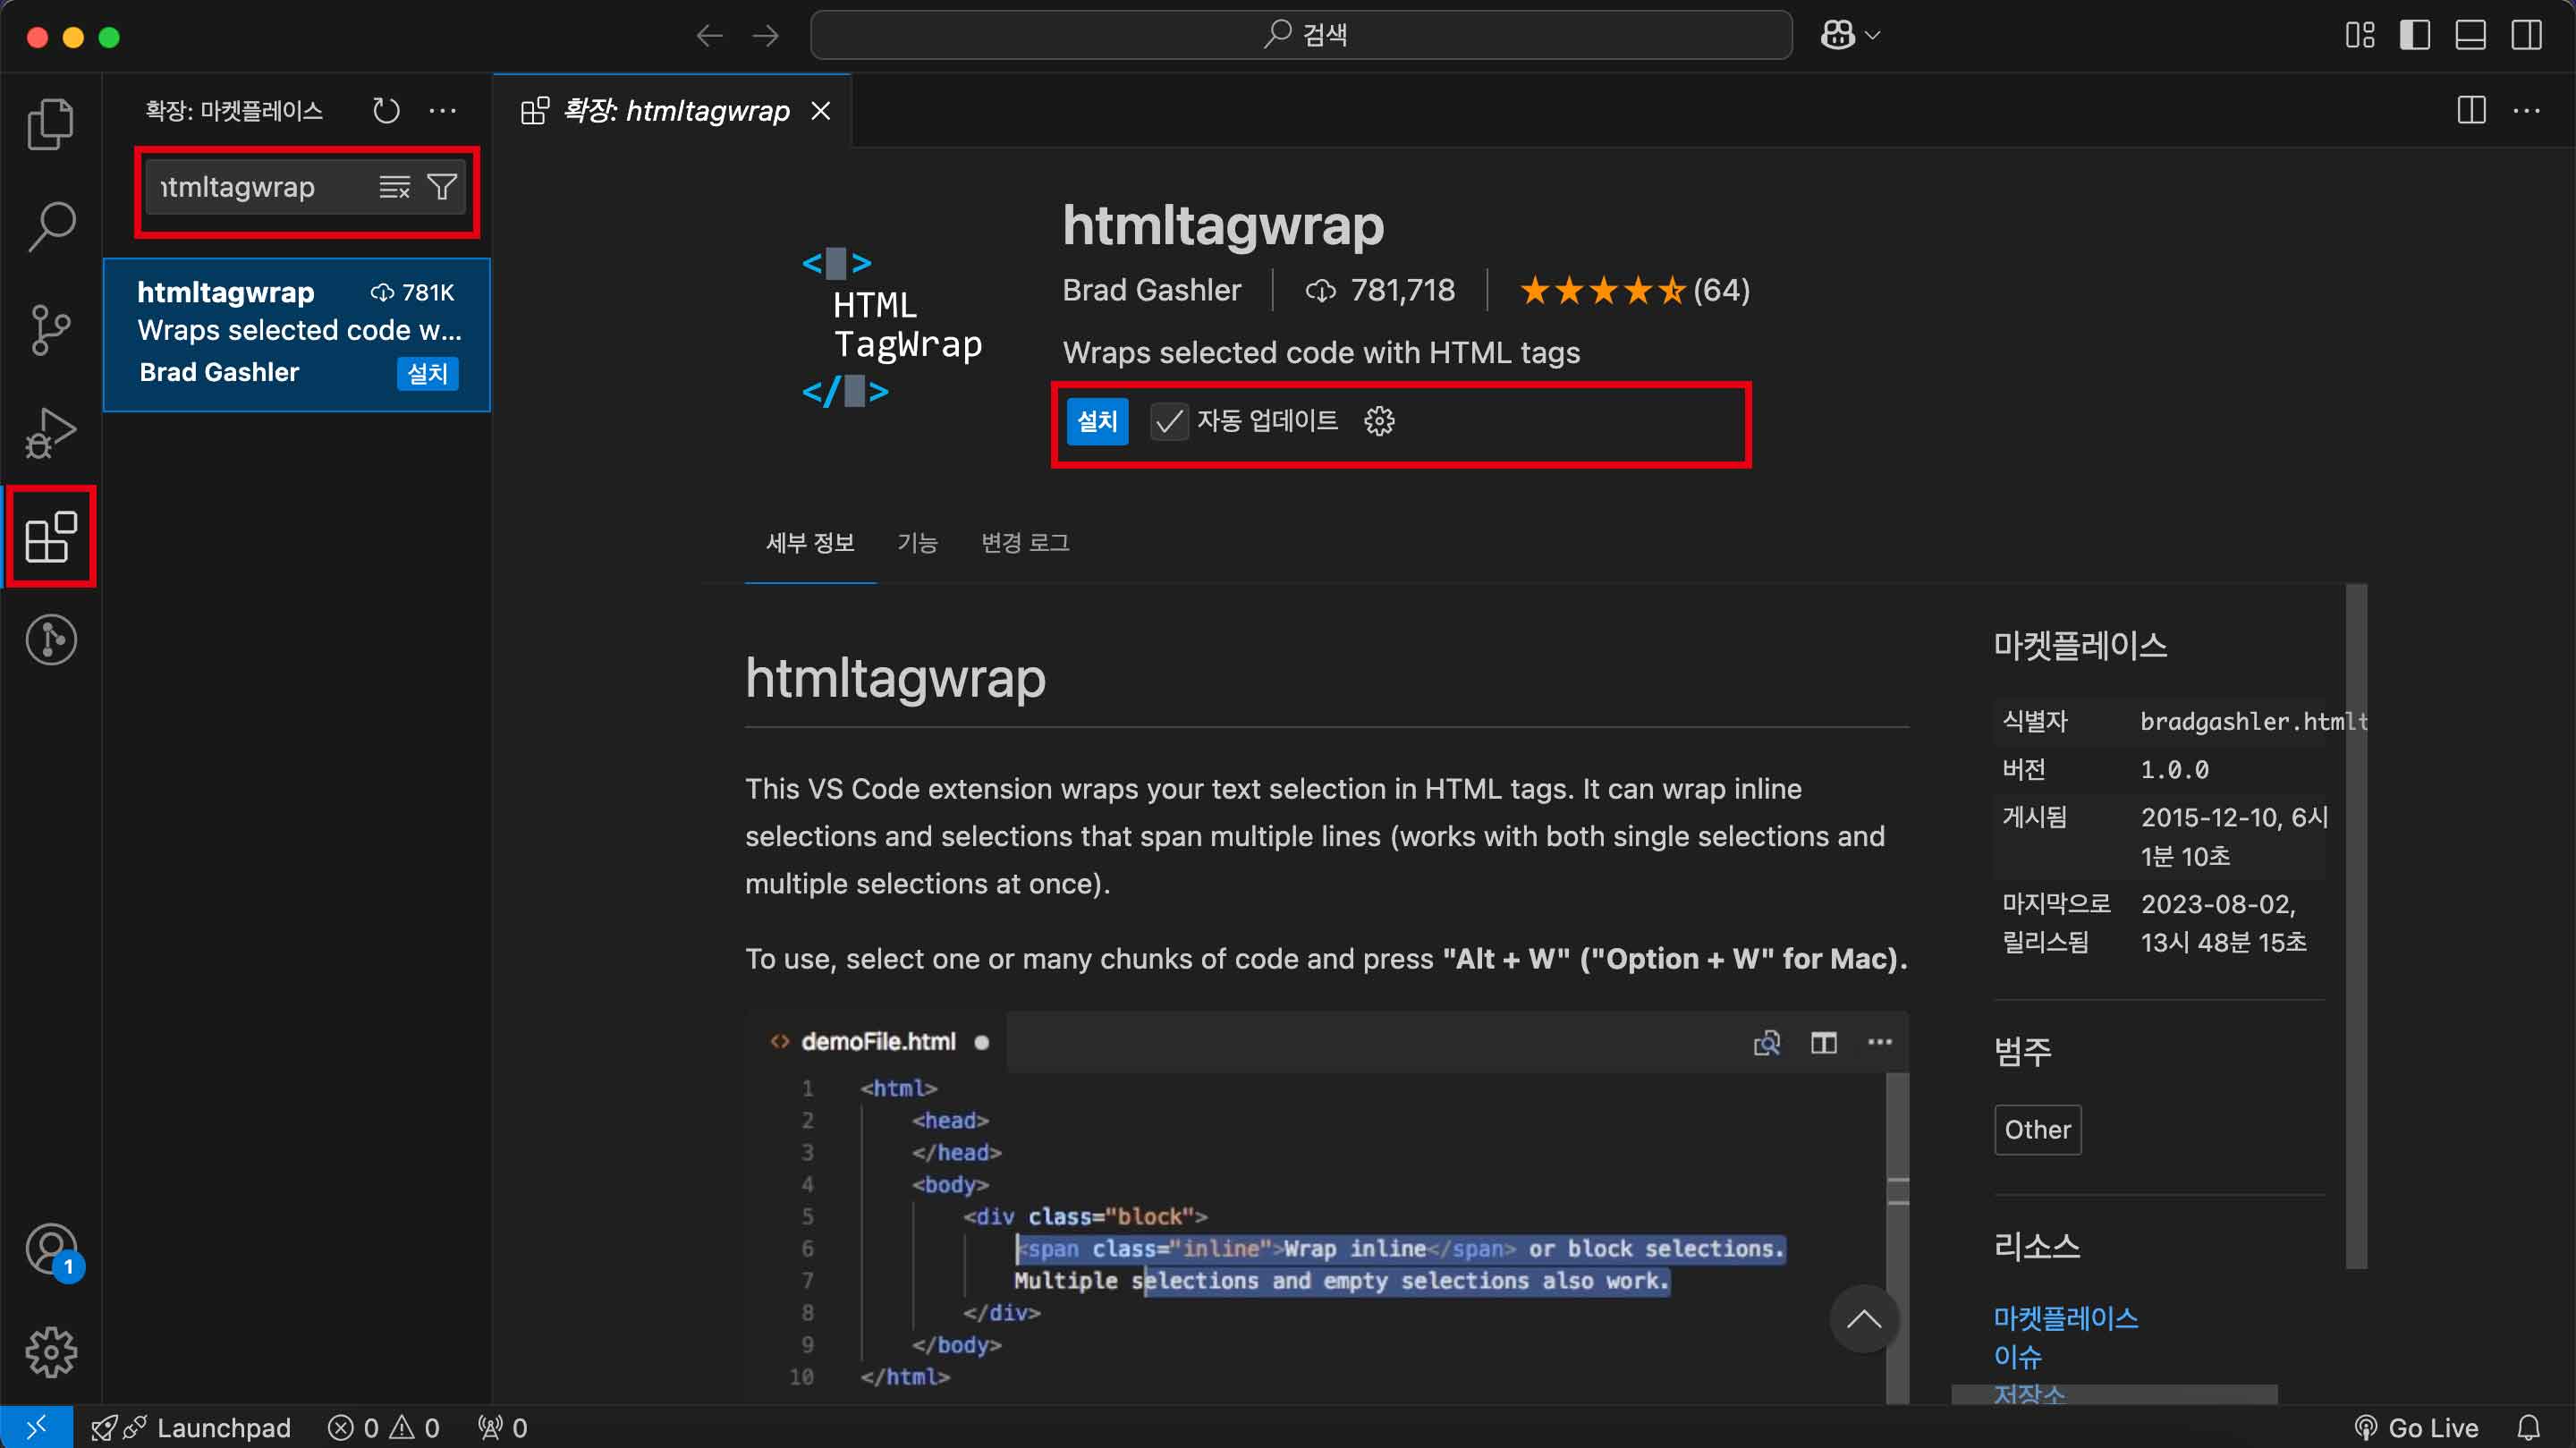 검색
확장: 마켓플레이스
확장: htmltagwrap
htmltagwrap
htmltagwrap 781K
Wraps selected code w...
Brad Gashler 설치
<
>
HTML
TagWrap
</
>
htmltagwrap
Brad Gashler 781,718 (64)
Wraps selected code with HTML tags
설치 자동 업데이트
세부 정보 기능 변경 로그
htmltagwrap
This VS Code extension wraps your text selection in HTML tags. It can wrap inline
selections and selections that span multiple lines (works with both single selections and
multiple selections at once).
To use, select one or many chunks of code and press "Alt + W" ("Option + W" for Mac).
<> demoFile.html
1 <html>
2 <head>
3 </head>
4 <body>
5 <div class="block">
6 <span class="inline">Wrap inline</span> or block selections.
7 Multiple selections and empty selections also work.
8 </div>
9 </body>
10 </html>
마켓플레이스
식별자 bradgashler.htmlt
버전 1.0.0
게시됨 2015-12-10, 6시
1분 10초
마지막으로 2023-08-02,
릴리스됨 13시 48분 15초
범주
Other
리소스
마켓플레이스
이슈
저장소
1
Launchpad 0 0 0
Go Live